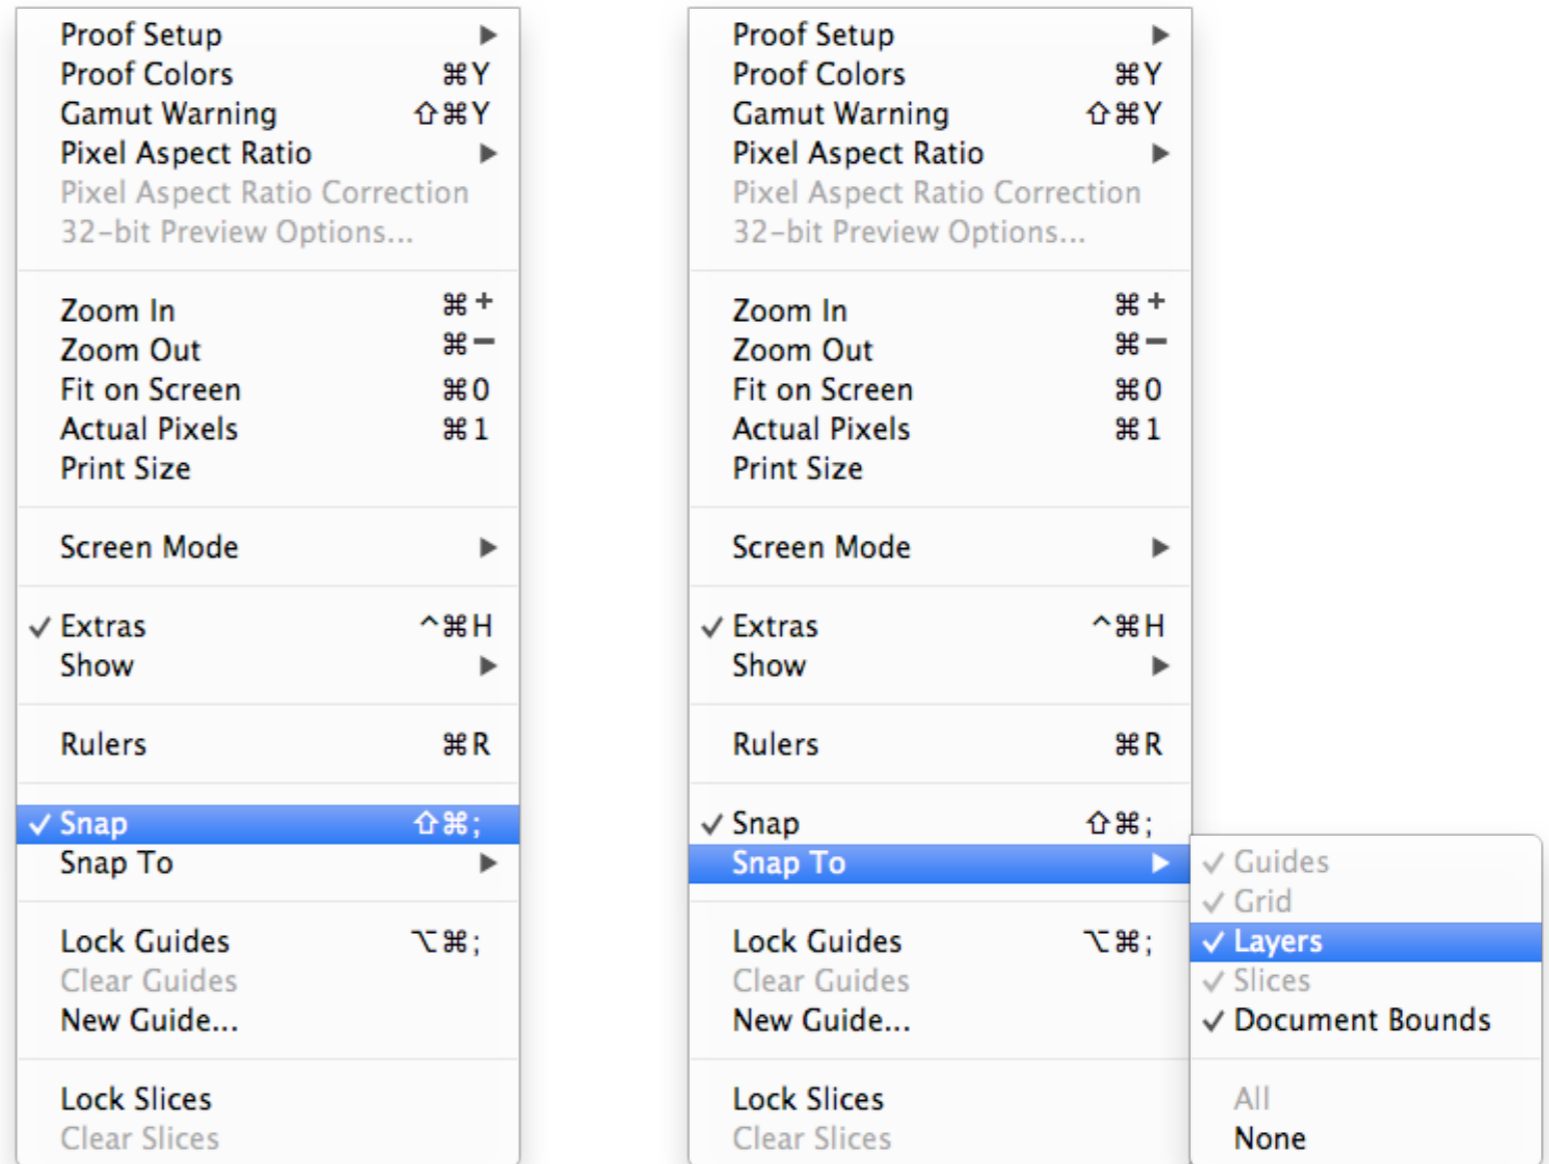 Proof Setup ▶
Proof Colors ⌘Y
Gamut Warning ⇧⌘Y
Pixel Aspect Ratio ▶
Pixel Aspect Ratio Correction
32-bit Preview Options...
Zoom In ⌘+
Zoom Out ⌘−
Fit on Screen ⌘0
Actual Pixels ⌘1
Print Size
Screen Mode ▶
✓ Extras ^⌘H
Show ▶
Rulers ⌘R
✓ Snap ⇧⌘;
Snap To ▶
Lock Guides ⌥⌘;
Clear Guides
New Guide...
Lock Slices
Clear Slices
Proof Setup ▶
Proof Colors ⌘Y
Gamut Warning ⇧⌘Y
Pixel Aspect Ratio ▶
Pixel Aspect Ratio Correction
32-bit Preview Options...
Zoom In ⌘+
Zoom Out ⌘−
Fit on Screen ⌘0
Actual Pixels ⌘1
Print Size
Screen Mode ▶
✓ Extras ^⌘H
Show ▶
Rulers ⌘R
✓ Snap ⇧⌘;
Snap To ▶
Lock Guides ⌥⌘;
Clear Guides
New Guide...
Lock Slices
Clear Slices
✓ Guides
✓ Grid
✓ Layers
✓ Slices
✓ Document Bounds
All
None